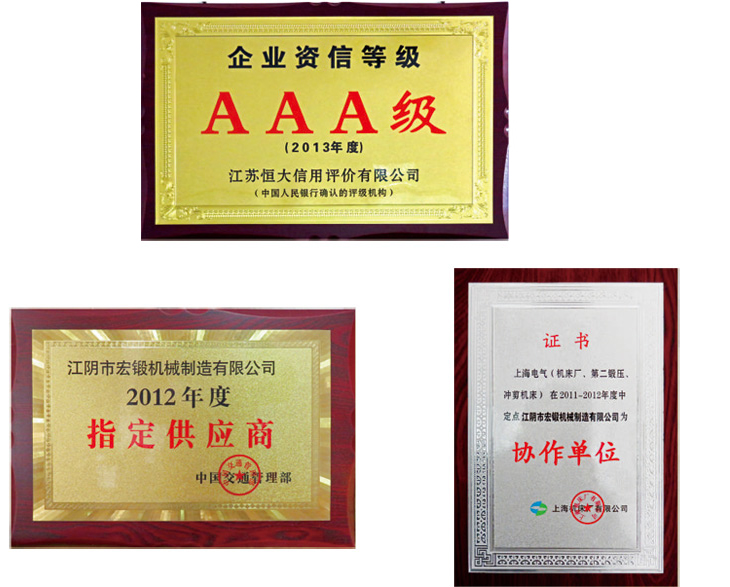 企业资信等级
AAA级
(2013年度)
江苏恒大信用评价有限公司
(中国人民银行确认的评级机构)
江阴市宏锻机械制造有限公司
2012年度
指定供应商
中国交通管理部
证书
上海电气(机床厂、第二锻压、
冲剪机床)在2011-2012年度中
定点江阴市宏锻机械制造有限公司为
协作单位
上海机床厂有限公司